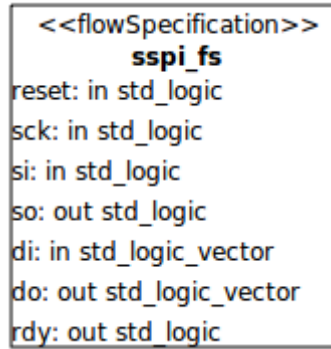 <<flowSpecification>>
sspi_fs
reset: in std_logic
sck: in std_logic
si: in std_logic
so: out std_logic
di: in std_logic_vector
do: out std_logic_vector
rdy: out std_logic